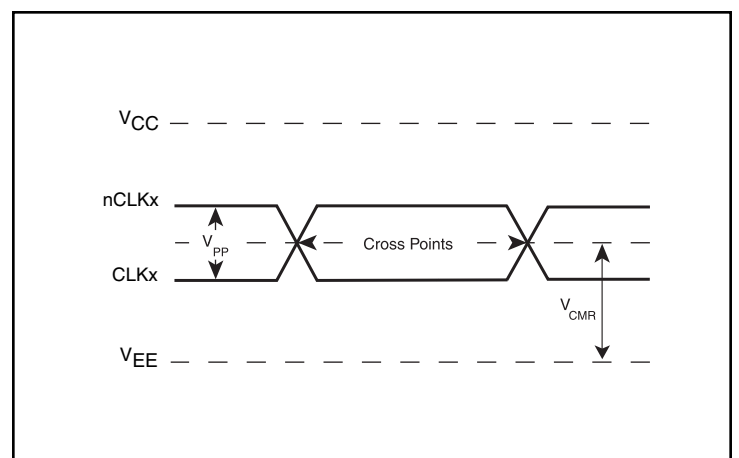 VCC
nCLKx
VPP
Cross Points
CLKx
VCMR
VEE